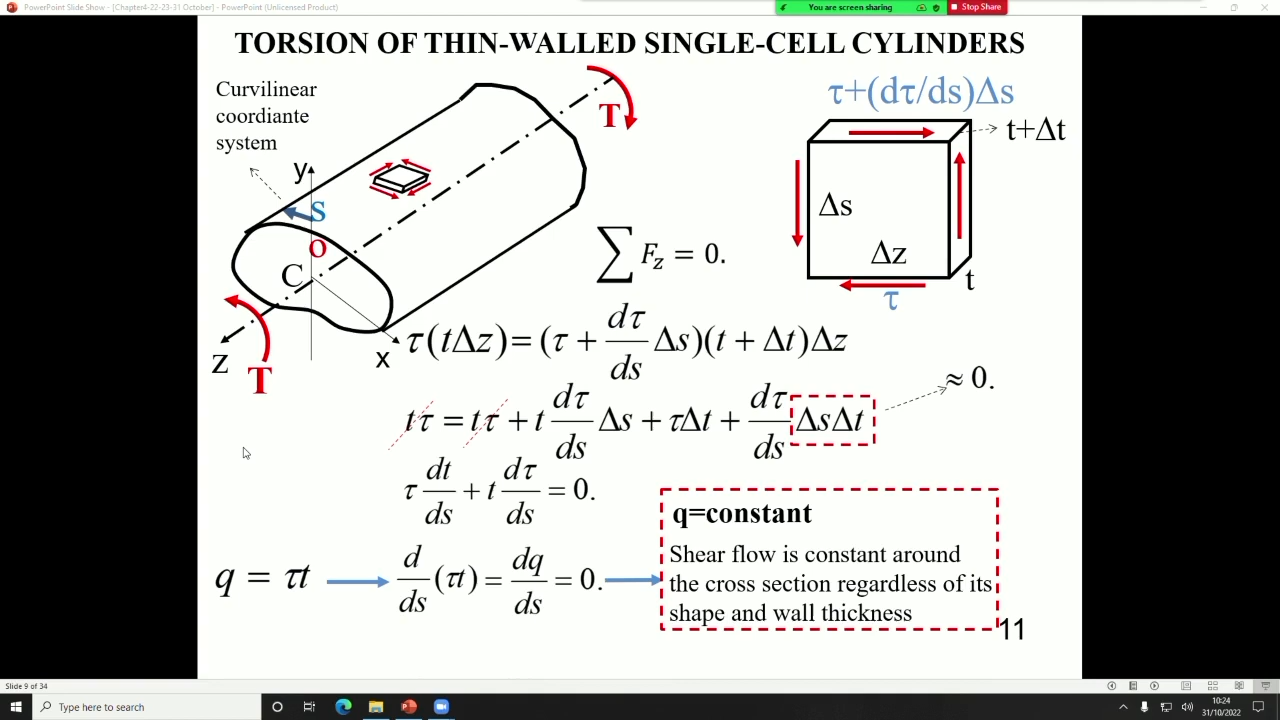 PowerPoint Slide Show - [Chapter4-22-23-31 October] - PowerPoint (Unlicensed Product)
You are screen sharing
Stop Share
TORSION OF THIN-WALLED SINGLE-CELL CYLINDERS
Curvilinear
coordiante
system
y
S
O
C
z
x
T
T
τ+(dτ/ds)Δs
t+Δt
Δs
Δz
t
τ
∑ F_z = 0.
τ(tΔz)= (τ + dτ/ds Δs)(t + Δt)Δz
tτ = tτ + t dτ/ds Δs + τΔt + dτ/ds ΔsΔt
≈ 0.
τ dt/ds + t dτ/ds = 0.
q = τt
d/ds (τt) = dq/ds = 0.
q=constant
Shear flow is constant around
the cross section regardless of its
shape and wall thickness
11
Slide 9 of 34
Type here to search
10:24
31/10/2022